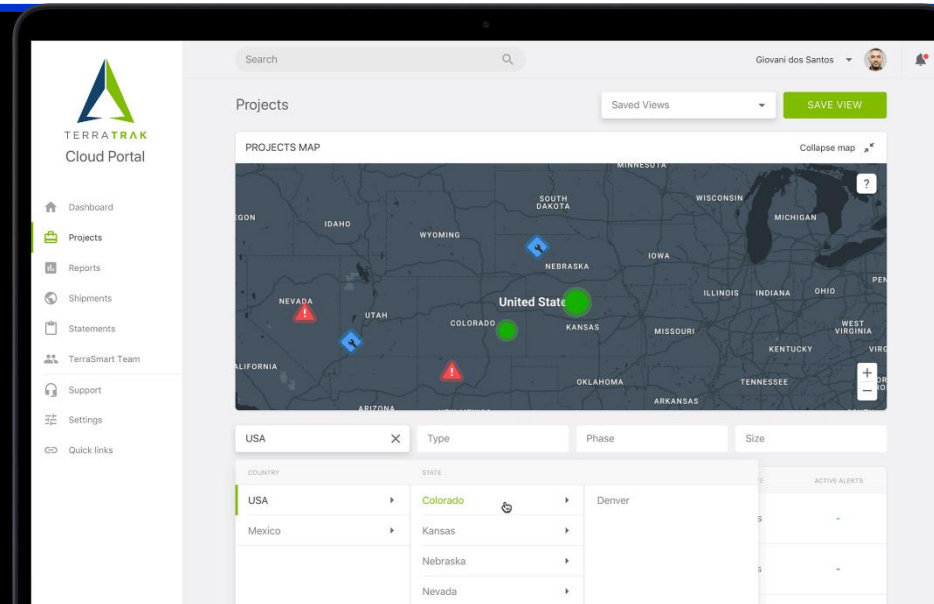 Search
Giovani dos Santos
TERRATRAK
Cloud Portal
Dashboard
Projects
Reports
Shipments
Statements
TerraSmart Team
Support
Settings
Quick links
Projects
Saved Views
SAVE VIEW
PROJECTS MAP
Collapse map
?
MINNESOTA
SOUTH
DAKOTA
WISCONSIN
MICHIGAN
IDAHO
WYOMING
IOWA
NEBRASKA
NEVADA
UTAH
United State
ILLINOIS
INDIANA
OHIO
COLORADO
KANSAS
MISSOURI
WEST
VIRGINIA
KENTUCKY
OKLAHOMA
TENNESSEE
ARKANSAS
ARIZONA
+
−
USA
Type
Phase
Size
COUNTRY
STATE
ACTIVE ALERTS
USA
Colorado
Denver
Mexico
Kansas
Nebraska
Nevada